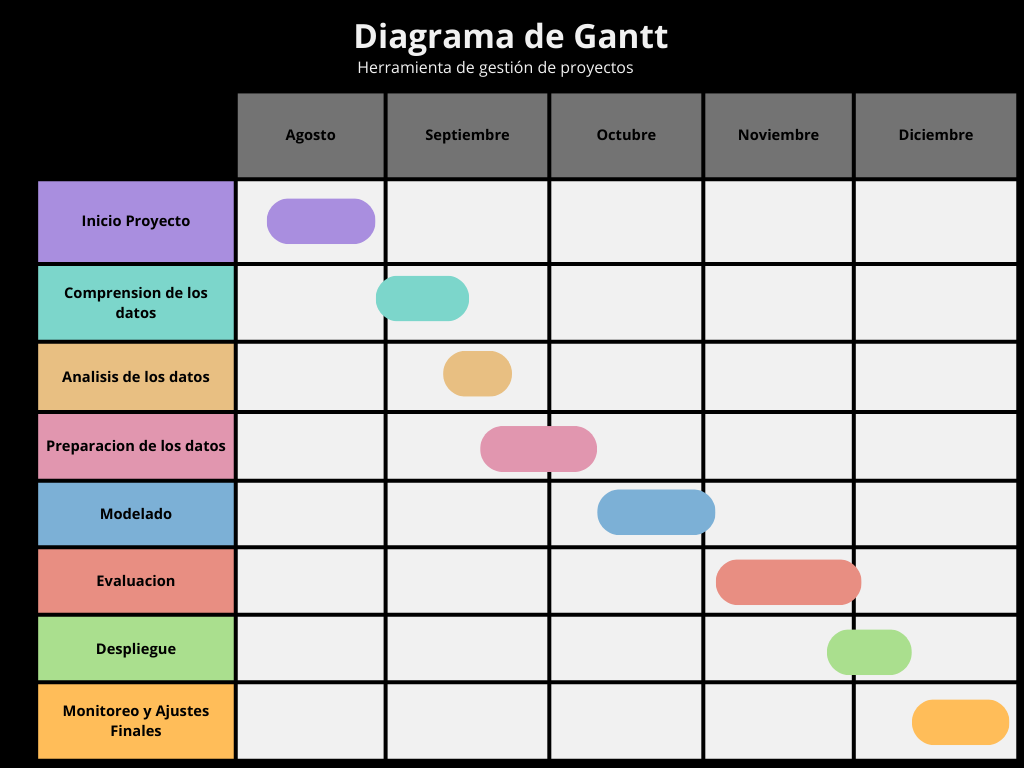 Diagrama de Gantt
Herramienta de gestión de proyectos
Agosto
Septiembre
Octubre
Noviembre
Diciembre
Inicio Proyecto
Comprension de los
datos
Analisis de los datos
Preparacion de los datos
Modelado
Evaluacion
Despliegue
Monitoreo y Ajustes
Finales